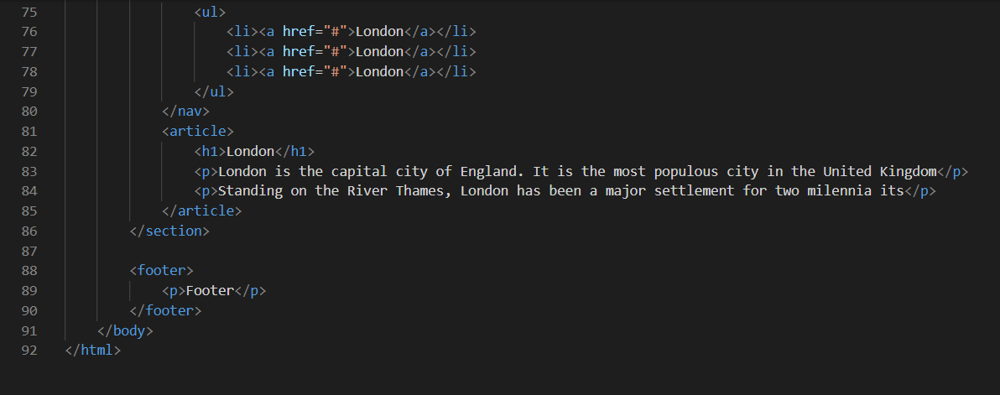 75                <ul>
76                    <li><a href="#">London</a></li>
77                    <li><a href="#">London</a></li>
78                    <li><a href="#">London</a></li>
79                </ul>
80            </nav>
81            <article>
82                <h1>London</h1>
83                <p>London is the capital city of England. It is the most populous city in the United Kingdom</p>
84                <p>Standing on the River Thames, London has been a major settlement for two milennia its</p>
85            </article>
86        </section>
87
88        <footer>
89            <p>Footer</p>
90        </footer>
91    </body>
92</html>